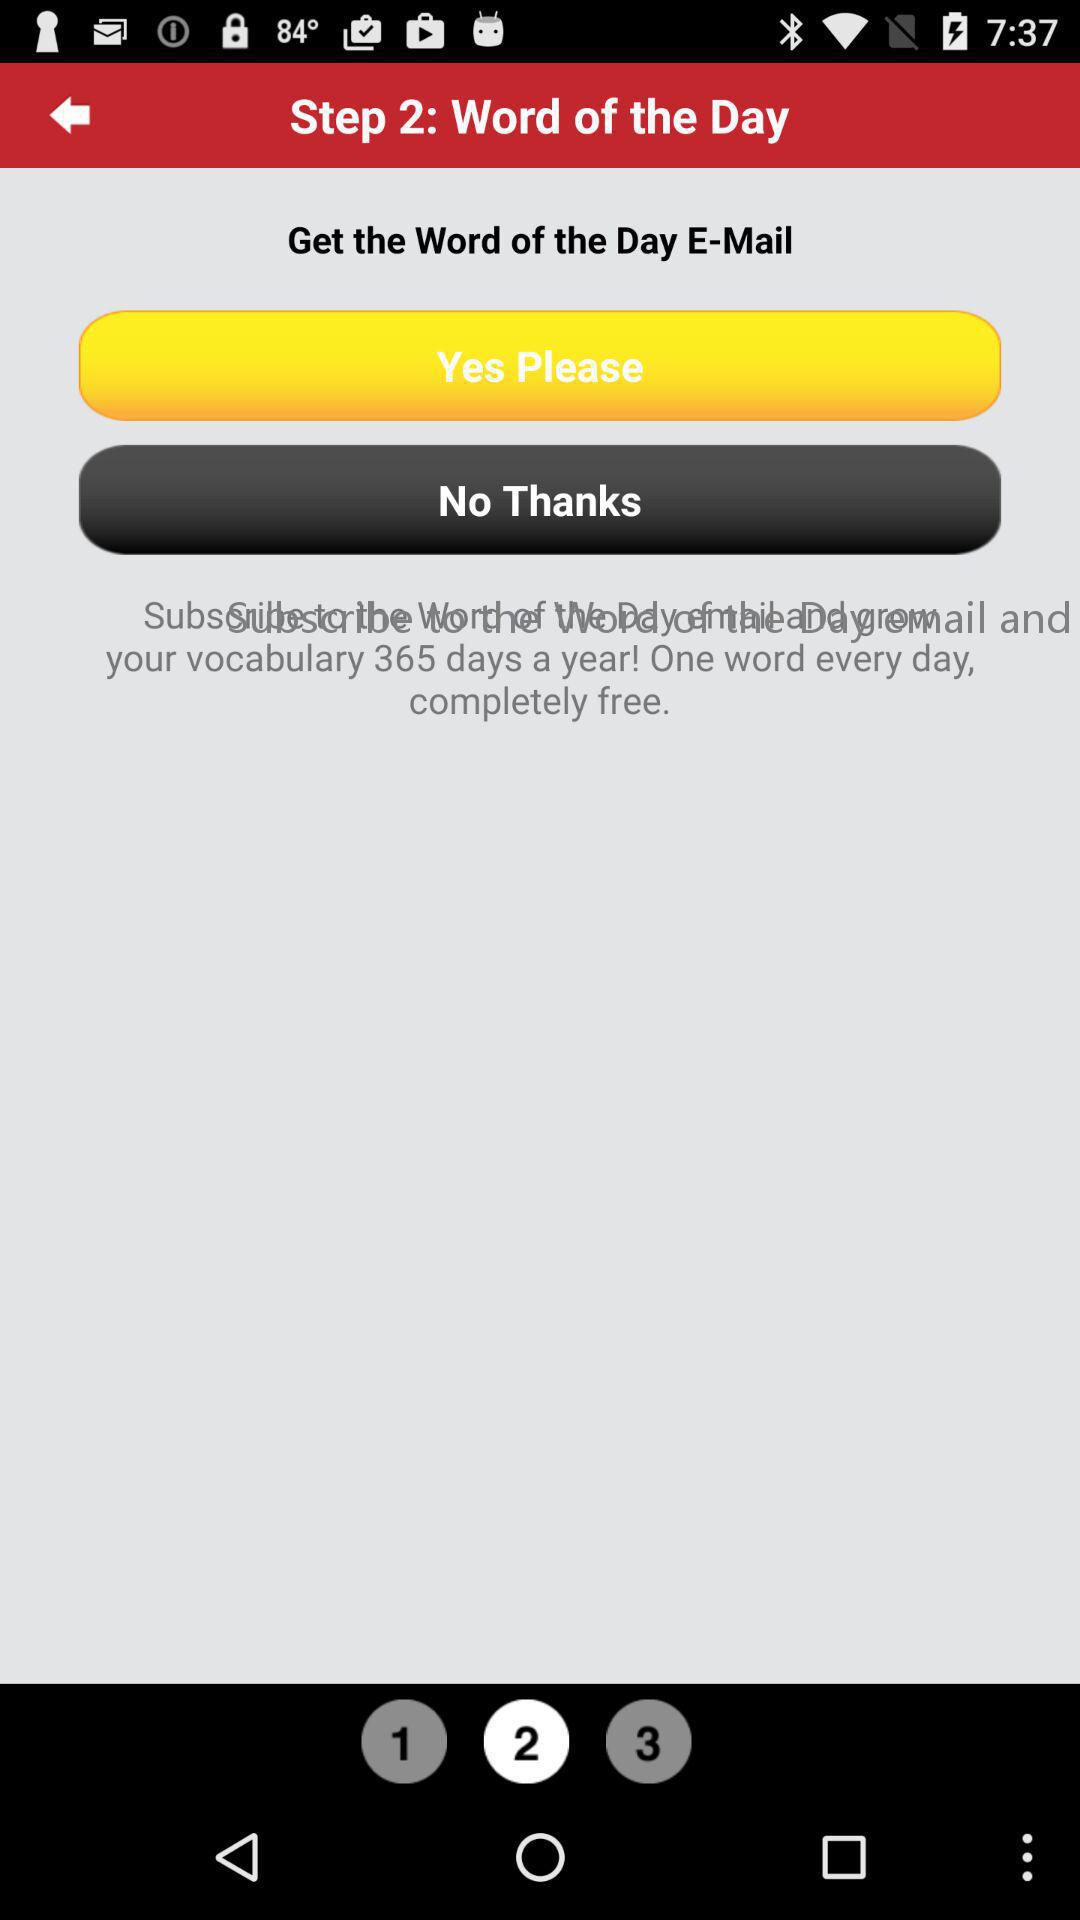 84° 7:37
Step 2: Word of the Day
Get the Word of the Day E-Mail
Yes Please
No Thanks
Subscribe to the Word of the Day email and grow
Subscribe to the Word of the Day email and
your vocabulary 365 days a year! One word every day,
completely free.
1 2 3